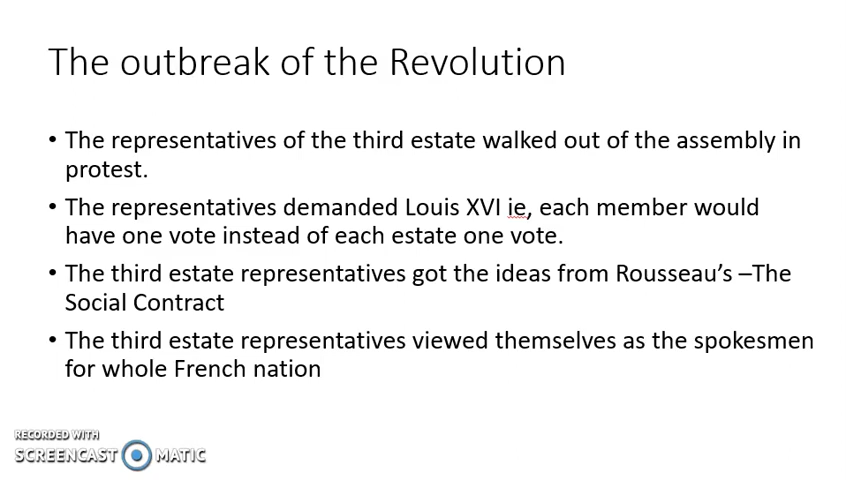 The outbreak of the Revolution
• The representatives of the third estate walked out of the assembly in
protest.
• The representatives demanded Louis XVI ie, each member would
have one vote instead of each estate one vote.
• The third estate representatives got the ideas from Rousseau's –The
Social Contract
• The third estate representatives viewed themselves as the spokesmen
for whole French nation
RECORDED WITH
SCREENCAST MATIC